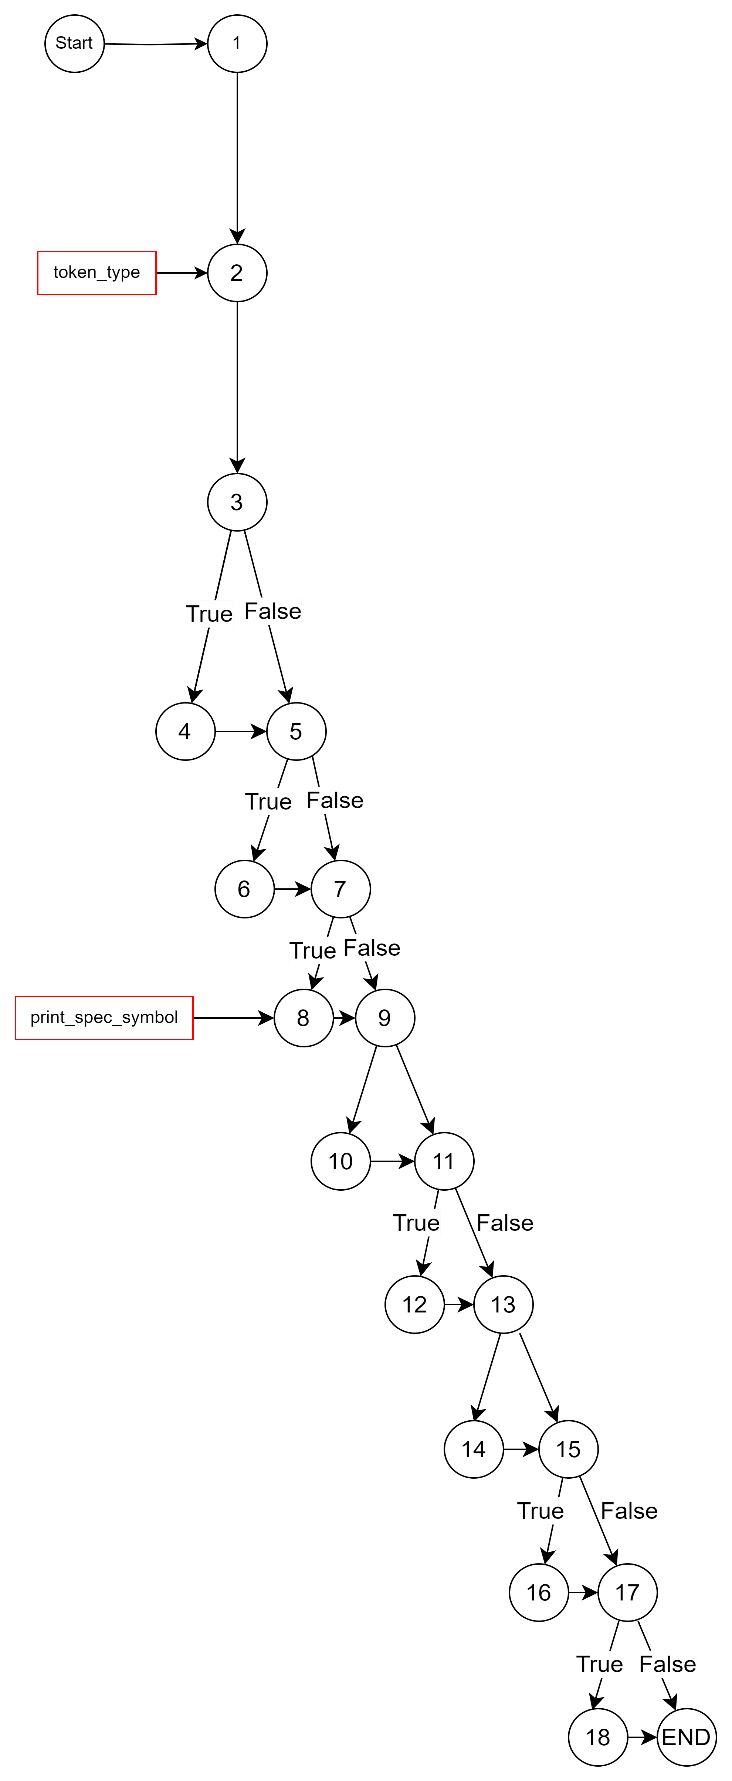 Start
1
token_type
2
3
True False
4
5
True False
6
7
True False
print_spec_symbol
8
9
10
11
True False
12
13
14
15
True False
16
17
True False
18
END